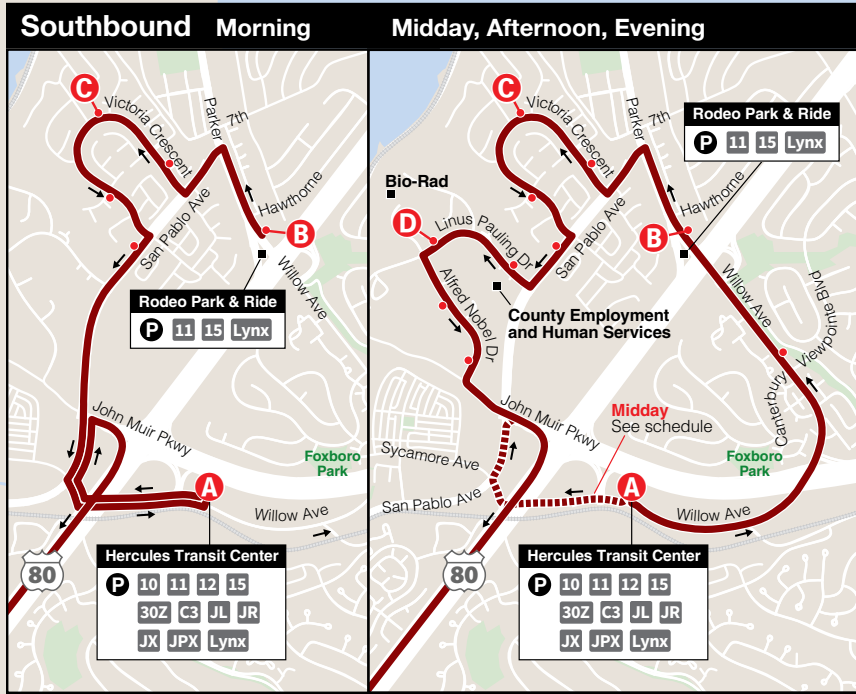 Southbound Morning
C
Victoria Crescent
Parker
7th
Hawthorne
B
San Pablo Ave
Willow Ave
Rodeo Park & Ride
P 11 15 Lynx
John Muir Pkwy
Foxboro
Park
A
Willow Ave
80
Hercules Transit Center
P 10 11 12 15
30Z C3 JL JR
JX JPX Lynx
Midday, Afternoon, Evening
C
Victoria Crescent
Parker
7th
Rodeo Park & Ride
P 11 15 Lynx
Bio-Rad
Hawthorne
D
Linus Pauling Dr
San Pablo Ave
B
Alfred Nobel Dr
County Employment
and Human Services
Willow Ave
Viewpointe Blvd
Canterbury
John Muir Pkwy
Midday
See schedule
Sycamore Ave
Foxboro
Park
San Pablo Ave
A
Willow Ave
80
Hercules Transit Center
P 10 11 12 15
30Z C3 JL JR
JX JPX Lynx